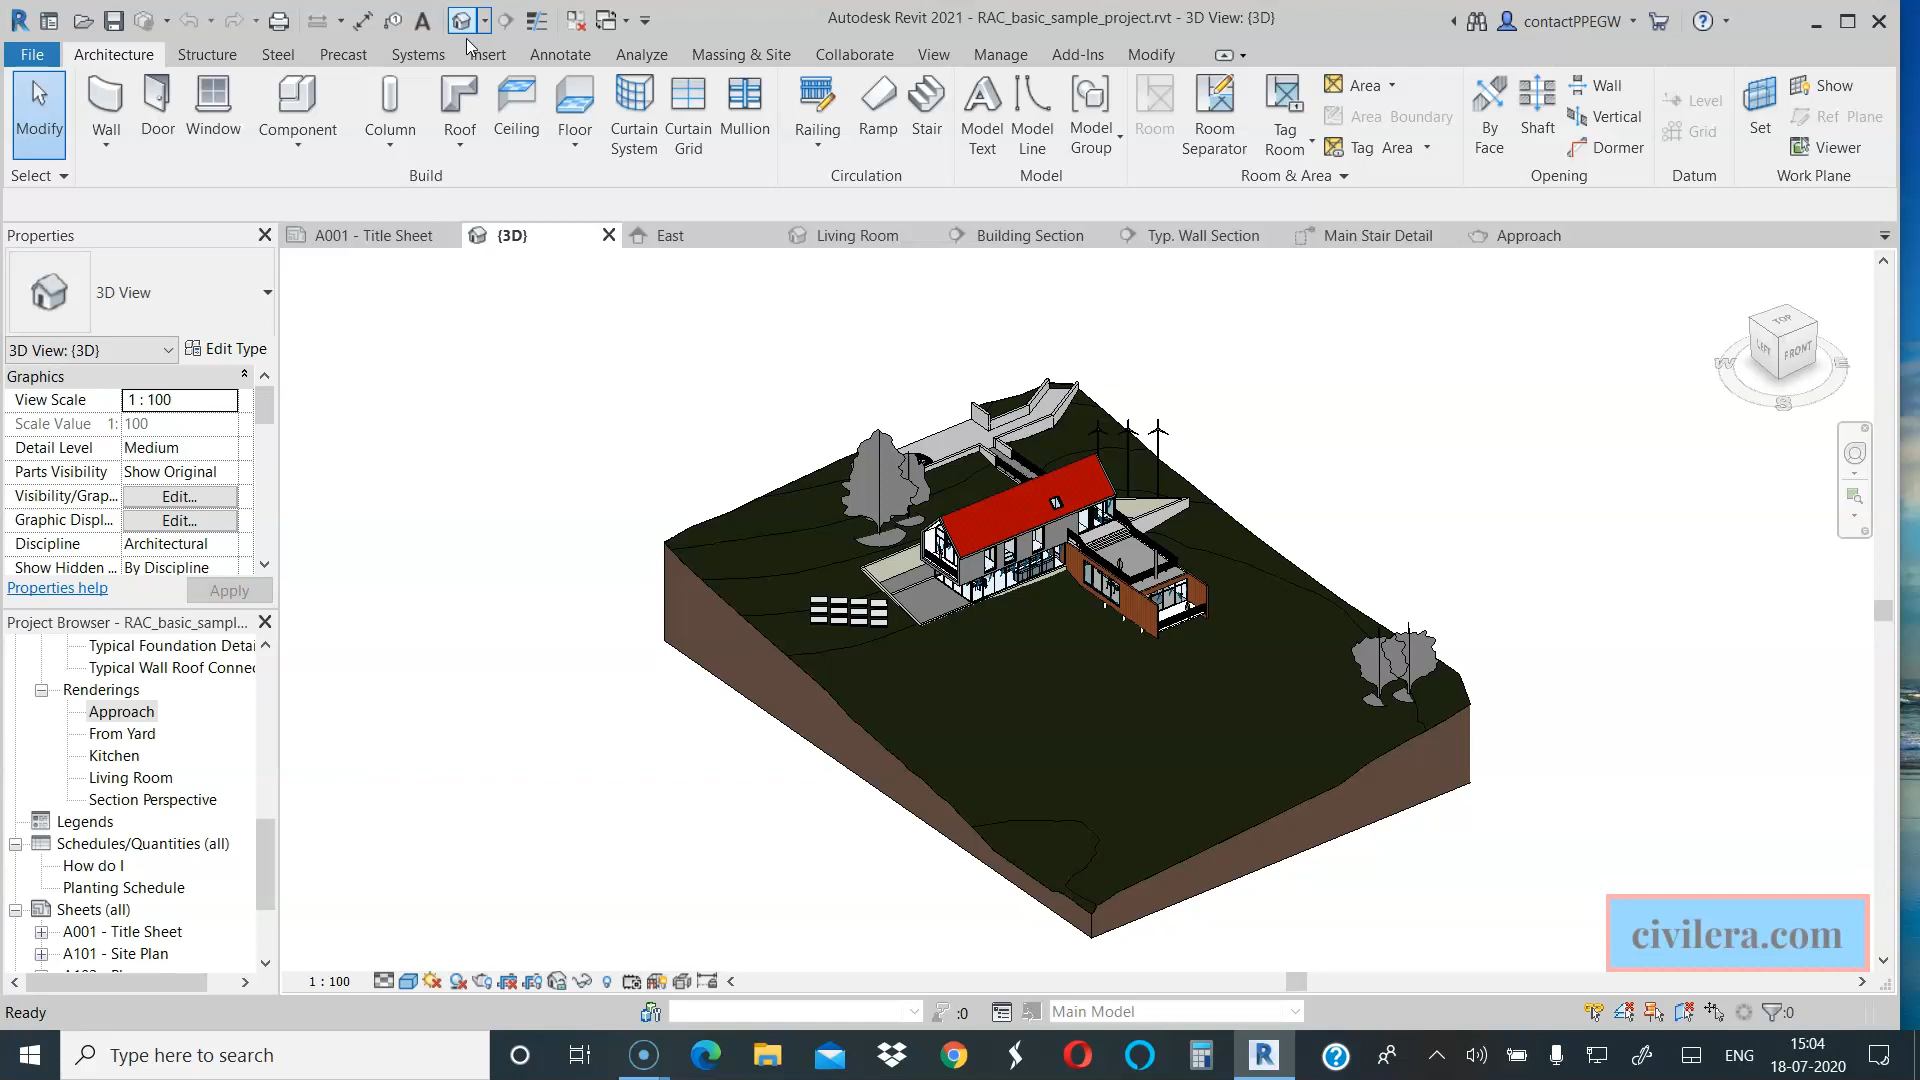 Autodesk Revit 2021 - RAC_basic_sample_project.rvt - 3D View: {3D}
contactPPEGW
File
Architecture
Structure
Steel
Precast
Systems
Insert
Annotate
Analyze
Massing & Site
Collaborate
View
Manage
Add-Ins
Modify
Modify
Wall
Door
Window
Component
Column
Roof
Ceiling
Floor
Curtain System
Curtain Grid
Mullion
Railing
Ramp
Stair
Model Text
Model Line
Model Group
Room
Room Separator
Tag Room
Area
Area Boundary
Tag Area
By Face
Shaft
Wall
Vertical
Dormer
Level
Grid
Set
Show
Ref Plane
Viewer
Select
Build
Circulation
Model
Room & Area
Opening
Datum
Work Plane
Properties
A001 - Title Sheet
{3D}
East
Living Room
Building Section
Typ. Wall Section
Main Stair Detail
Approach
3D View
3D View: {3D}
Edit Type
Graphics
View Scale
1 : 100
Scale Value 1:
100
Detail Level
Medium
Parts Visibility
Show Original
Visibility/Grap...
Edit...
Graphic Displ...
Edit...
Discipline
Architectural
Show Hidden ...
By Discipline
Properties help
Apply
Project Browser - RAC_basic_sampl...
Typical Foundation Detai
Typical Wall Roof Connec
Renderings
Approach
From Yard
Kitchen
Living Room
Section Perspective
Legends
Schedules/Quantities (all)
How do I
Planting Schedule
Sheets (all)
A001 - Title Sheet
A101 - Site Plan
TOP
LEFT
FRONT
W
E
S
civilera.com
1 : 100
Ready
:0
Main Model
:0
Type here to search
ENG
15:04
18-07-2020